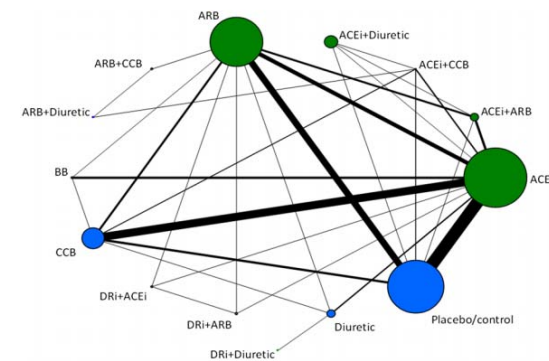 ARB
ACEi+Diuretic
ARB+CCB
ACEi+CCB
ARB+Diuretic
ACEi+ARB
BB
ACE
CCB
DRi+ACEi
DRi+ARB
Diuretic
Placebo/control
DRi+Diuretic